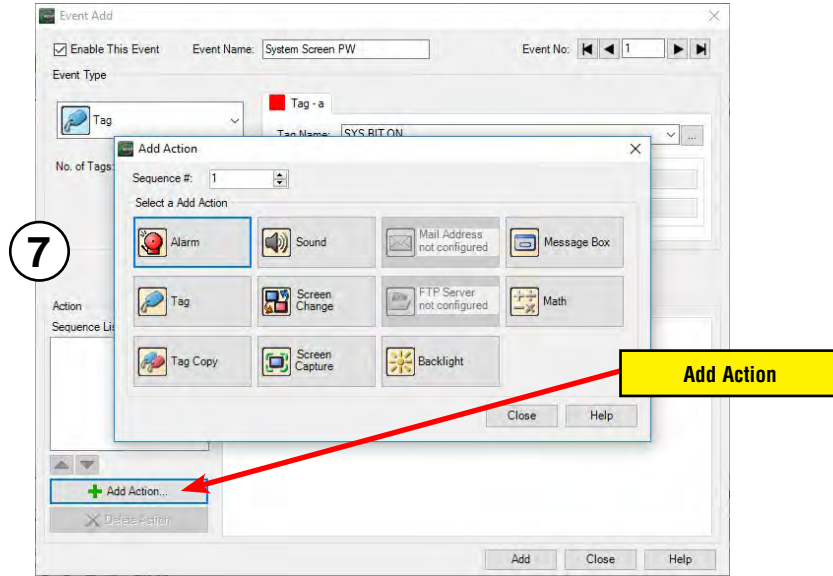 Event Add
Enable This Event Event Name: System Screen PW Event No: 1
Event Type
Tag
Tag - a
Tag Name: SYS BIT ON ...
No. of Tags:
Add Action
Sequence #: 1
Select a Add Action
Alarm
Sound
Mail Address
not configured
Message Box
7
Tag
Screen
Change
FTP Server
not configured
Math
Action
Sequence Lis
Tag Copy
Screen
Capture
Backlight
Add Action
Close Help
Add Action...
Delete Action
Add Close Help